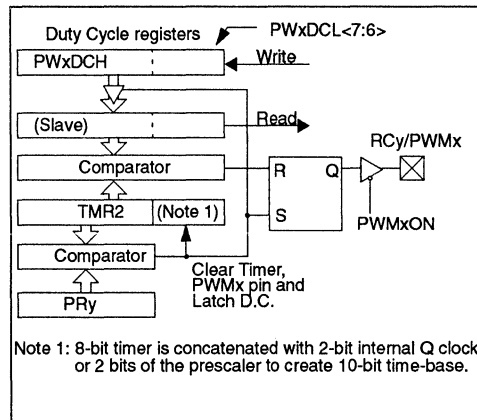 Duty Cycle registers
PWxDCL<7:6>
PWxDCH
Write
(Slave)
Read
RCy/PWMx
Comparator
R
Q
TMR2
(Note 1)
S
PWMxON
Comparator
Clear Timer,
PWMx pin and
Latch D.C.
PRy
Note 1: 8-bit timer is concatenated with 2-bit internal Q clock
or 2 bits of the prescaler to create 10-bit time-base.